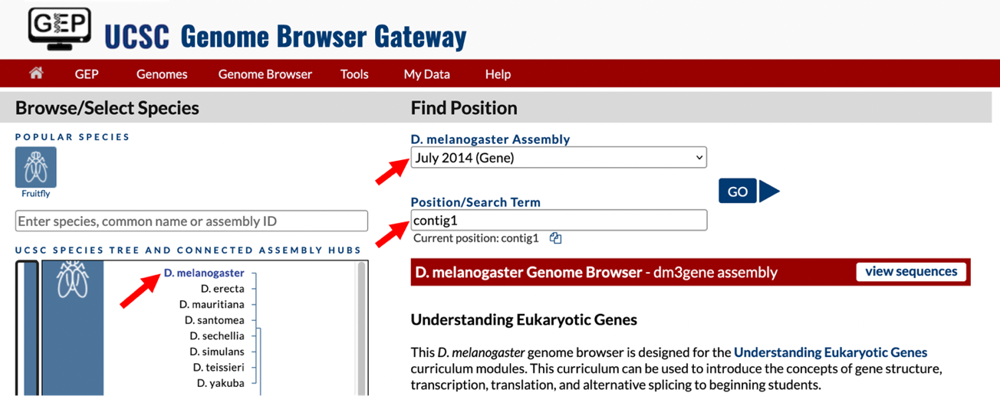 GEP
UCSC Genome Browser Gateway
GEP Genomes Genome Browser Tools My Data Help
Browse/Select Species
POPULAR SPECIES
Fruitfly
Enter species, common name or assembly ID
UCSC SPECIES TREE AND CONNECTED ASSEMBLY HUBS
D. melanogaster
D. erecta
D. mauritiana
D. santomea
D. sechellia
D. simulans
D. teissieri
D. yakuba
Find Position
D. melanogaster Assembly
July 2014 (Gene)
GO
Position/Search Term
contig1
Current position: contig1
D. melanogaster Genome Browser - dm3gene assembly
view sequences
Understanding Eukaryotic Genes
This D. melanogaster genome browser is designed for the Understanding Eukaryotic Genes
curriculum modules. This curriculum can be used to introduce the concepts of gene structure,
transcription, translation, and alternative splicing to beginning students.